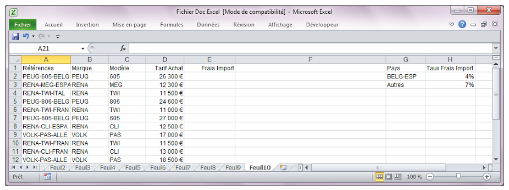 Fichier Doc Excel [Mode de compatibilité] - Microsoft Excel
Fichier Accueil Insertion Mise en page Formules Données Révision Affichage Développeur
A21 fx
A B C D E F G H
1 Références Marque Modèle Tarif Achat Frais Import Pays Taux Frais Import
2 PEUG-605-BELG PEUG 605 26 300 € BELG-ESP 4%
3 RENA-MEG-ESPA RENA MEG 12 300 € Autres 7%
4 RENA-TWI-ITAL RENA TWI 11 500 €
5 PEUG-806-BELG PEUG 806 24 600 €
6 RENA-TWI-FRAN RENA TWI 11 000 €
7 PEUG-605-BELG PEUG 605 27 000 €
8 RENA-CLI-ESPA RENA CLI 12 500 €
9 VOLK-PAS-ALLE VOLK PAS 17 000 €
10 RENA-TWI-FRAN RENA TWI 11 500 €
11 RENA-CLI-FRAN RENA CLI 13 000 €
12 VOLK-PAS-ALLE VOLK PAS 18 500 €
Feuil2 Feuil3 Feuil4 Feuil5 Feuil6 Feuil7 Feuil8 Feuil9 Feuil10
Prêt 100 %